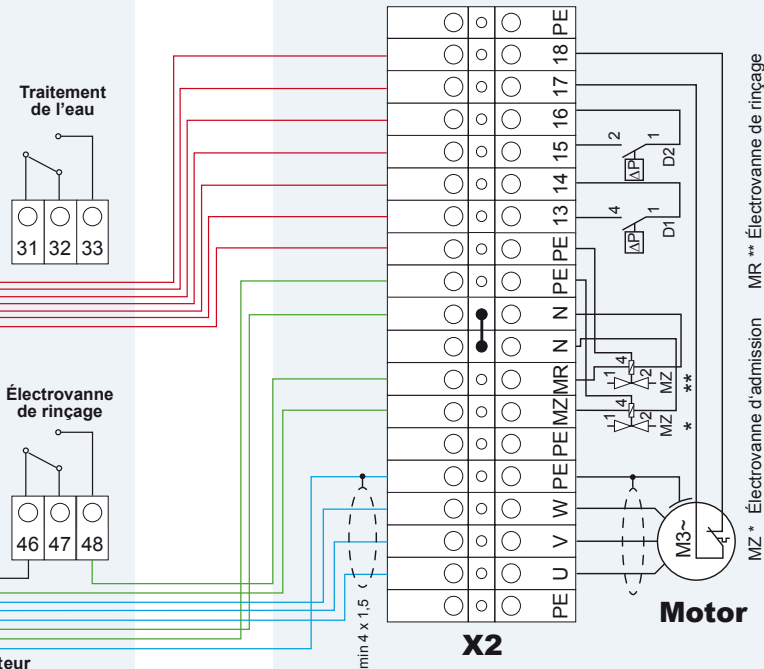 Traitement
de l'eau
31 32 33
Électrovanne
de rinçage
46 47 48
teur
min 4 x 1,5
PE
18
17
16
15
14
13
PE
PE
N
N
MR
MZ
PE
PE
W
V
U
PE
X2
2 1
ΔP
D2
4 1
ΔP
D1
1 4
2
MZ
**
1 4
2
MZ
*
M3~
Motor
MZ * Électrovanne d'admission
MR ** Électrovanne de rinçage